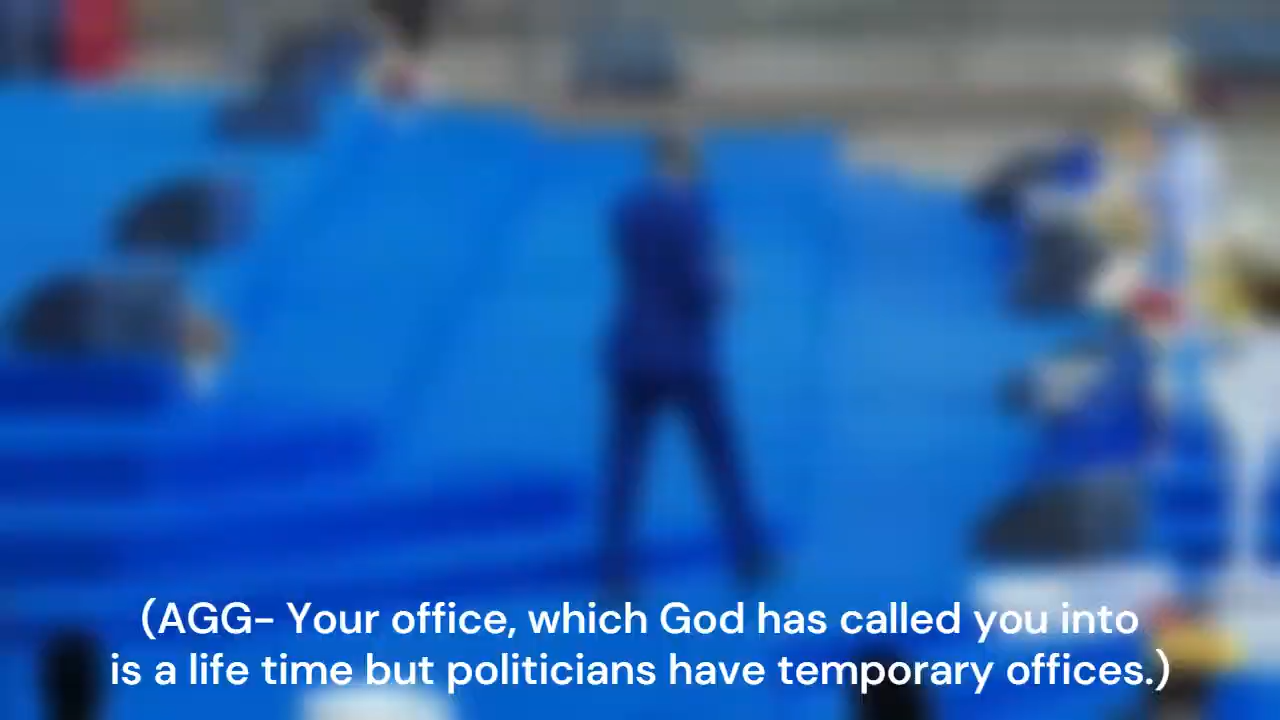 (AGG- Your office, which God has called you into
is a life time but politicians have temporary offices.)